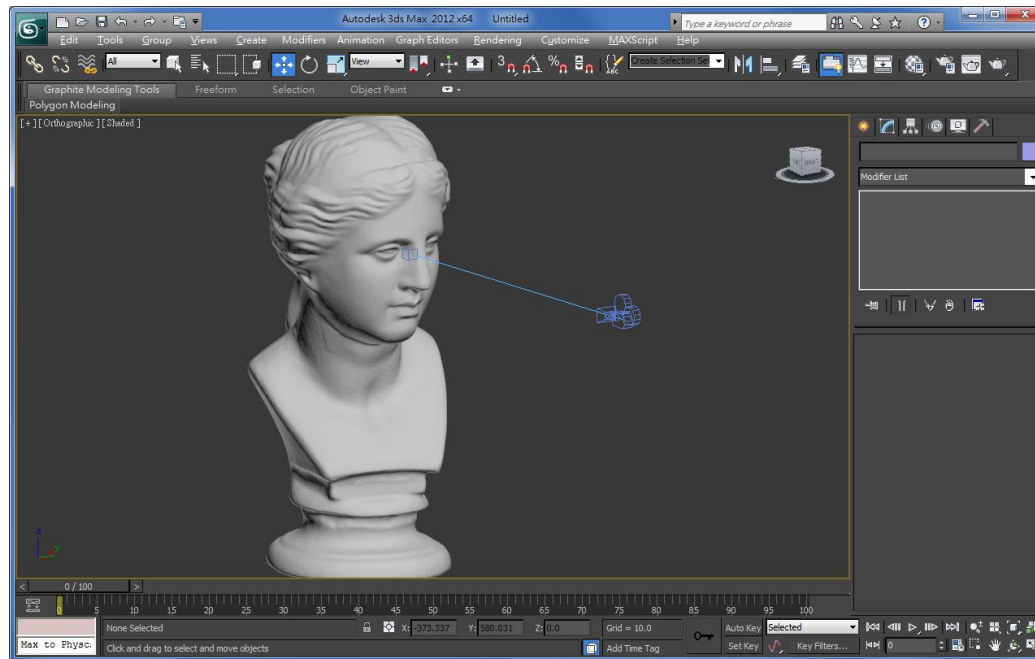 Autodesk 3ds Max 2012 x64 Untitled
Type a keyword or phrase
Edit Tools Group Views Create Modifiers Animation Graph Editors Rendering Customize MAXScript Help
All
View
3
Create Selection Se
ABC
Graphite Modeling Tools Freeform Selection Object Paint
Polygon Modeling
[ + ] [ Orthographic ] [ Shaded ]
Modifier List
z
y
< 0 / 100 >
0 5 10 15 20 25 30 35 40 45 50 55 60 65 70 75 80 85 90 95 100
None Selected
X: -373.337 Y: 580.031 Z: 0.0
Grid = 10.0
Auto Key Selected
Max to Physc:
Click and drag to select and move objects
Add Time Tag
Set Key
Key Filters...
0